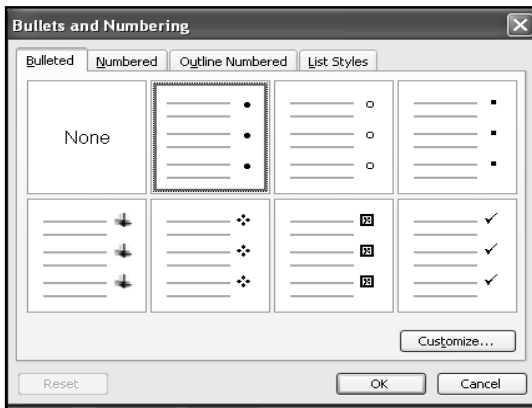 Bullets and Numbering
Bulleted Numbered Outline Numbered List Styles
None
Customize...
Reset OK Cancel